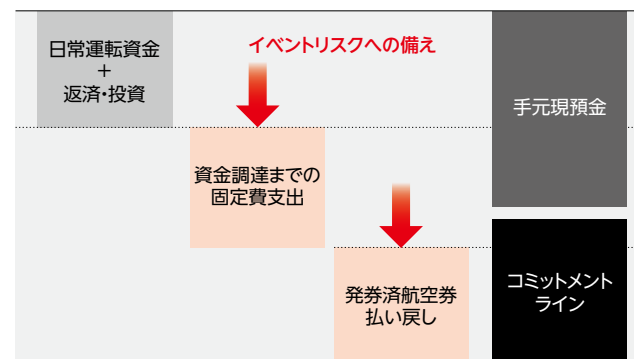 日常運転資金
+
返済・投資
イベントリスクへの備え
手元現預金
資金調達までの
固定費支出
発券済航空券
払い戻し
コミットメント
ライン